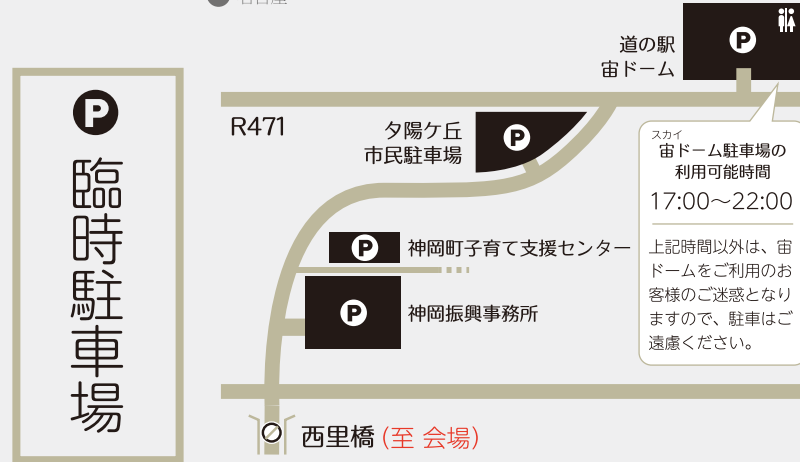 P
臨時駐車場
R471
夕陽ケ丘
市民駐車場
P
道の駅
宙ドーム
P
スカイ
宙ドーム駐車場の
利用可能時間
17:00〜22:00
上記時間以外は、宙
ドームをご利用のお
客様のご迷惑となり
ますので、駐車はご
遠慮ください。
P
神岡町子育て支援センター
P
神岡振興事務所
西里橋(至 会場)